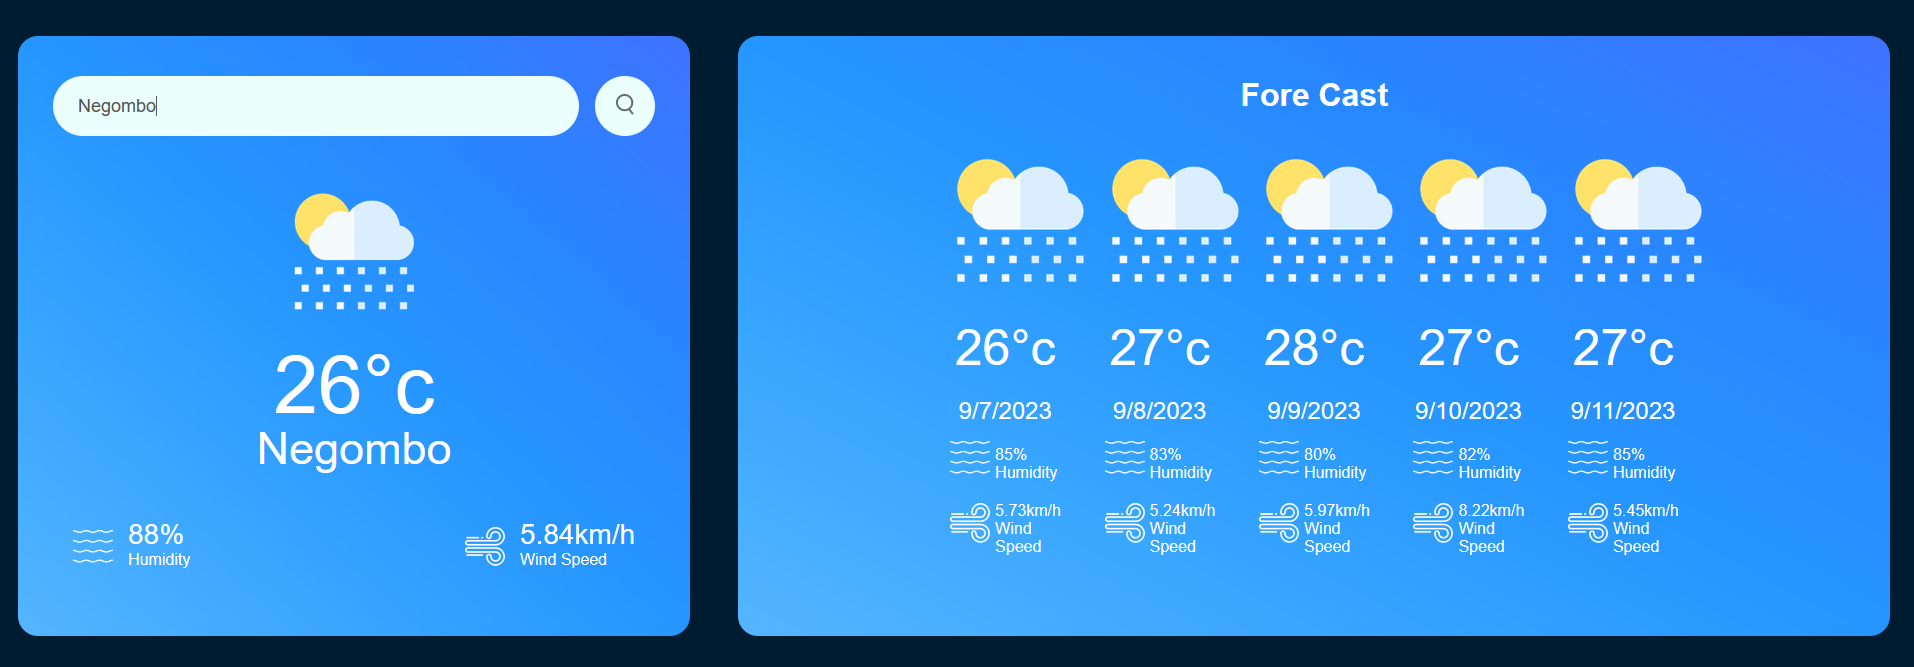 Negombo
26°c
Negombo
88%
Humidity
5.84km/h
Wind Speed
Fore Cast
26°c
27°c
28°c
27°c
27°c
9/7/2023
9/8/2023
9/9/2023
9/10/2023
9/11/2023
85%
Humidity
83%
Humidity
80%
Humidity
82%
Humidity
85%
Humidity
5.73km/h
Wind
Speed
5.24km/h
Wind
Speed
5.97km/h
Wind
Speed
8.22km/h
Wind
Speed
5.45km/h
Wind
Speed